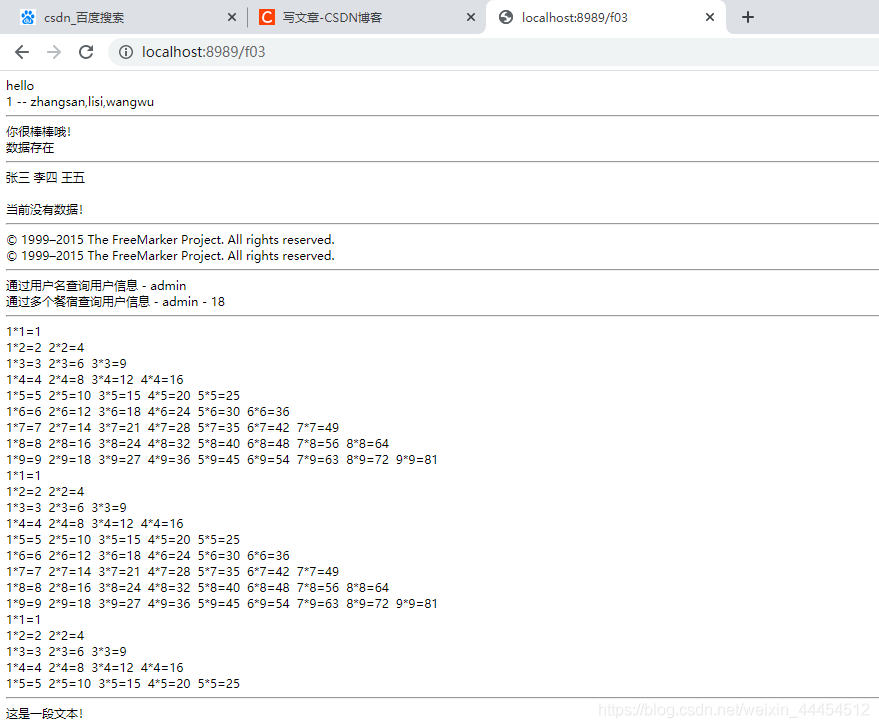 csdn_百度搜索
写文章-CSDN博客
localhost:8989/f03
localhost:8989/f03
hello
1 -- zhangsan,lisi,wangwu
你很棒棒哦!
数据存在
张三 李四 王五
当前没有数据!
© 1999–2015 The FreeMarker Project. All rights reserved.
© 1999–2015 The FreeMarker Project. All rights reserved.
通过用户名查询用户信息 - admin
通过多个餐宿查询用户信息 - admin - 18
1*1=1
1*2=2 2*2=4
1*3=3 2*3=6 3*3=9
1*4=4 2*4=8 3*4=12 4*4=16
1*5=5 2*5=10 3*5=15 4*5=20 5*5=25
1*6=6 2*6=12 3*6=18 4*6=24 5*6=30 6*6=36
1*7=7 2*7=14 3*7=21 4*7=28 5*7=35 6*7=42 7*7=49
1*8=8 2*8=16 3*8=24 4*8=32 5*8=40 6*8=48 7*8=56 8*8=64
1*9=9 2*9=18 3*9=27 4*9=36 5*9=45 6*9=54 7*9=63 8*9=72 9*9=81
1*1=1
1*2=2 2*2=4
1*3=3 2*3=6 3*3=9
1*4=4 2*4=8 3*4=12 4*4=16
1*5=5 2*5=10 3*5=15 4*5=20 5*5=25
1*6=6 2*6=12 3*6=18 4*6=24 5*6=30 6*6=36
1*7=7 2*7=14 3*7=21 4*7=28 5*7=35 6*7=42 7*7=49
1*8=8 2*8=16 3*8=24 4*8=32 5*8=40 6*8=48 7*8=56 8*8=64
1*9=9 2*9=18 3*9=27 4*9=36 5*9=45 6*9=54 7*9=63 8*9=72 9*9=81
1*1=1
1*2=2 2*2=4
1*3=3 2*3=6 3*3=9
1*4=4 2*4=8 3*4=12 4*4=16
1*5=5 2*5=10 3*5=15 4*5=20 5*5=25
这是一段文本!
https://blog.csdn.net/weixin_44454512